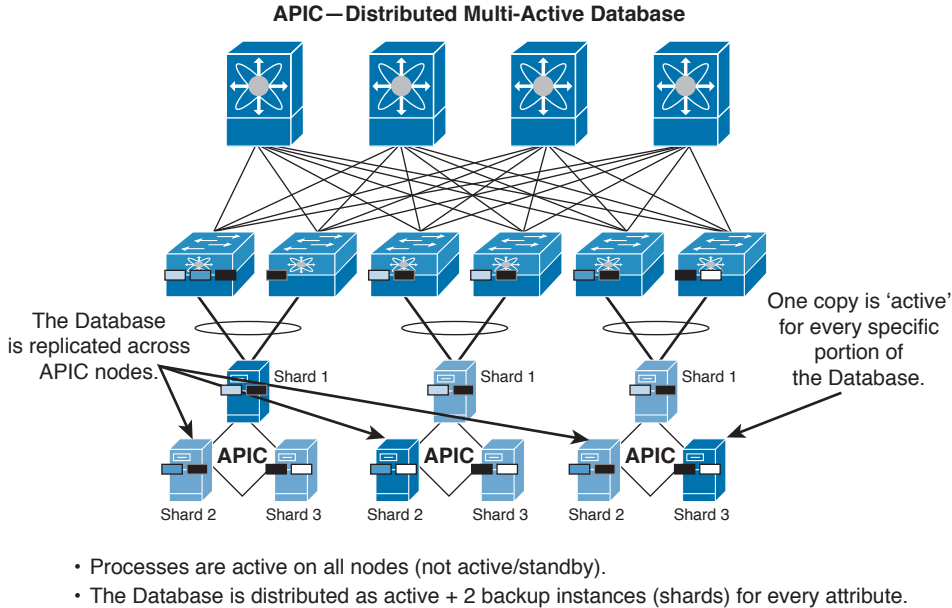 APIC—Distributed Multi-Active Database
The Database
is replicated across
APIC nodes.
One copy is ‘active’
for every specific
portion of
the Database.
Shard 1
Shard 1
Shard 1
APIC
APIC
APIC
Shard 2
Shard 3
Shard 2
Shard 3
Shard 2
Shard 3
• Processes are active on all nodes (not active/standby).
• The Database is distributed as active + 2 backup instances (shards) for every attribute.